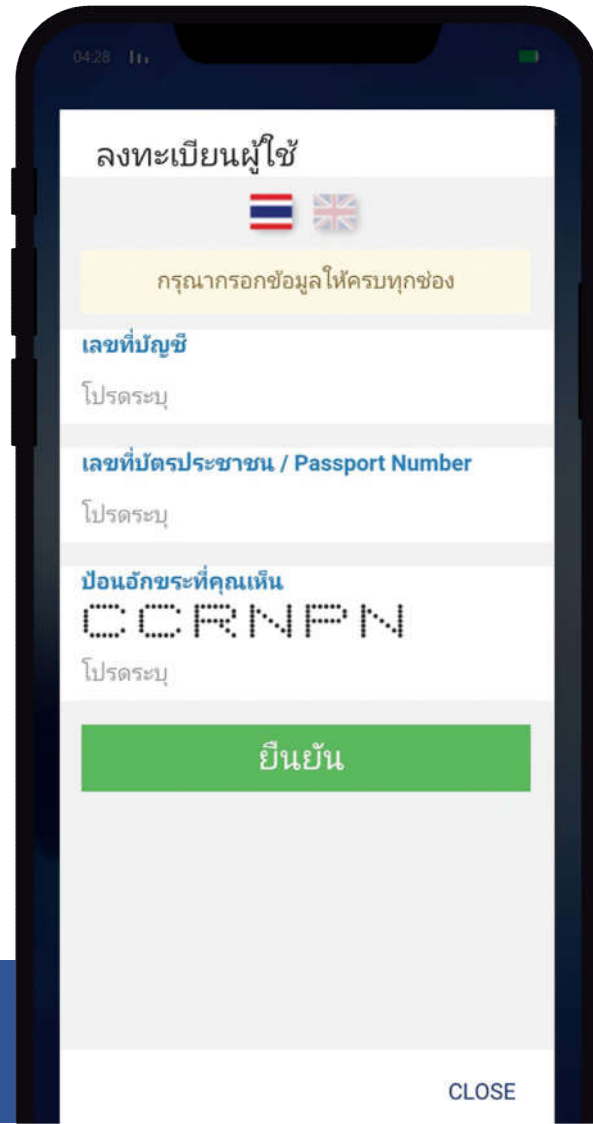 04:28
ลงทะเบียนผู้ใช้
กรุณากรอกข้อมูลให้ครบทุกช่อง
เลขที่บัญชี
โปรดระบุ
เลขที่บัตรประชาชน / Passport Number
โปรดระบุ
ป้อนอักขระที่คุณเห็น
CCRNPN
โปรดระบุ
ยืนยัน
CLOSE